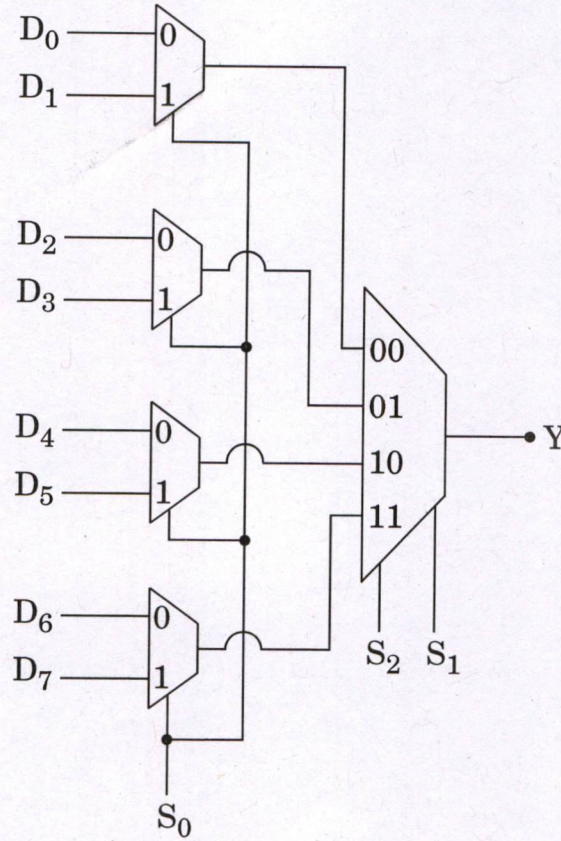 D₀ 0
D₁ 1
D₂ 0
D₃ 1
00
01
D₄ 0
10
Y
D₅ 1
11
D₆ 0
D₇ 1
S₂ S₁
S₀